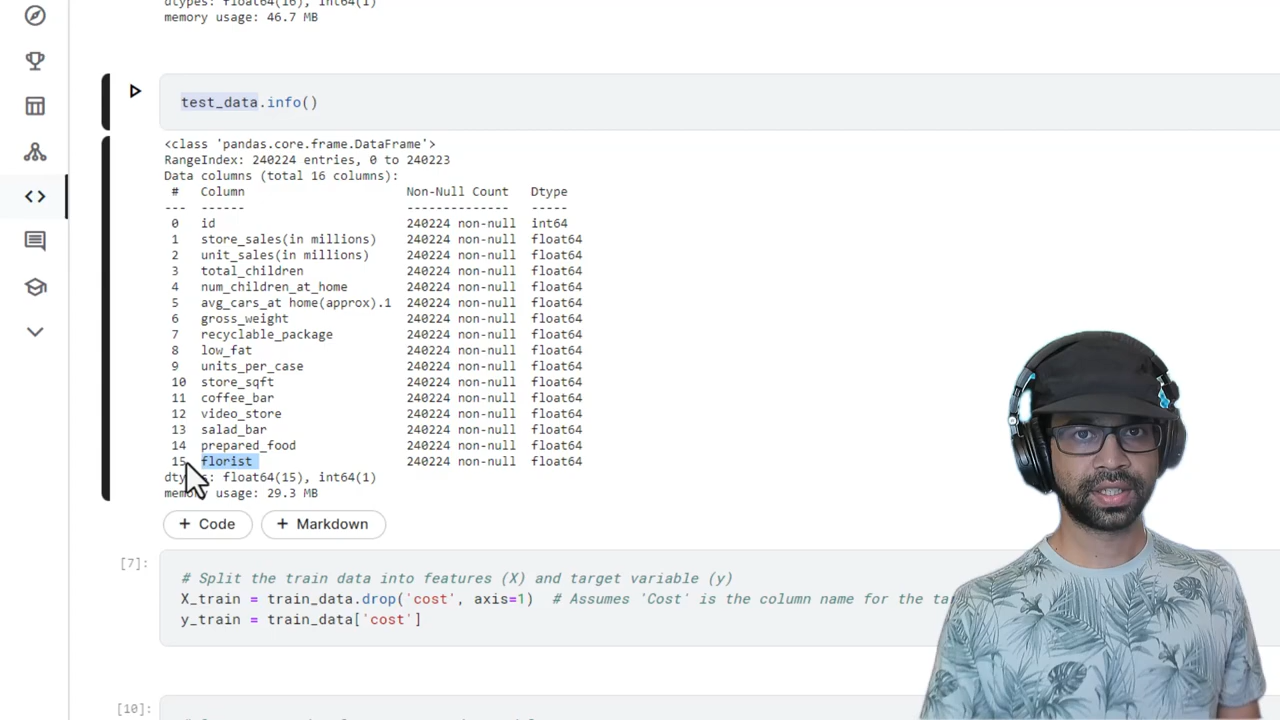 dtypes: float64(16), int64(1)
memory usage: 46.7 MB
test_data.info()
<class 'pandas.core.frame.DataFrame'>
RangeIndex: 240224 entries, 0 to 240223
Data columns (total 16 columns):
 #   Column                    Non-Null Count   Dtype
---  ------                    --------------   -----
 0   id                        240224 non-null  int64
 1   store_sales(in millions)  240224 non-null  float64
 2   unit_sales(in millions)   240224 non-null  float64
 3   total_children            240224 non-null  float64
 4   num_children_at_home      240224 non-null  float64
 5   avg_cars_at home(approx).1  240224 non-null  float64
 6   gross_weight              240224 non-null  float64
 7   recyclable_package        240224 non-null  float64
 8   low_fat                   240224 non-null  float64
 9   units_per_case            240224 non-null  float64
 10  store_sqft                240224 non-null  float64
 11  coffee_bar                240224 non-null  float64
 12  video_store               240224 non-null  float64
 13  salad_bar                 240224 non-null  float64
 14  prepared_food             240224 non-null  float64
 15  florist                   240224 non-null  float64
dtypes: float64(15), int64(1)
memory usage: 29.3 MB
+ Code + Markdown
[7]:
# Split the train data into features (X) and target variable (y)
X_train = train_data.drop('cost', axis=1)  # Assumes 'Cost' is the column name for the
y_train = train_data['cost']
[10]: